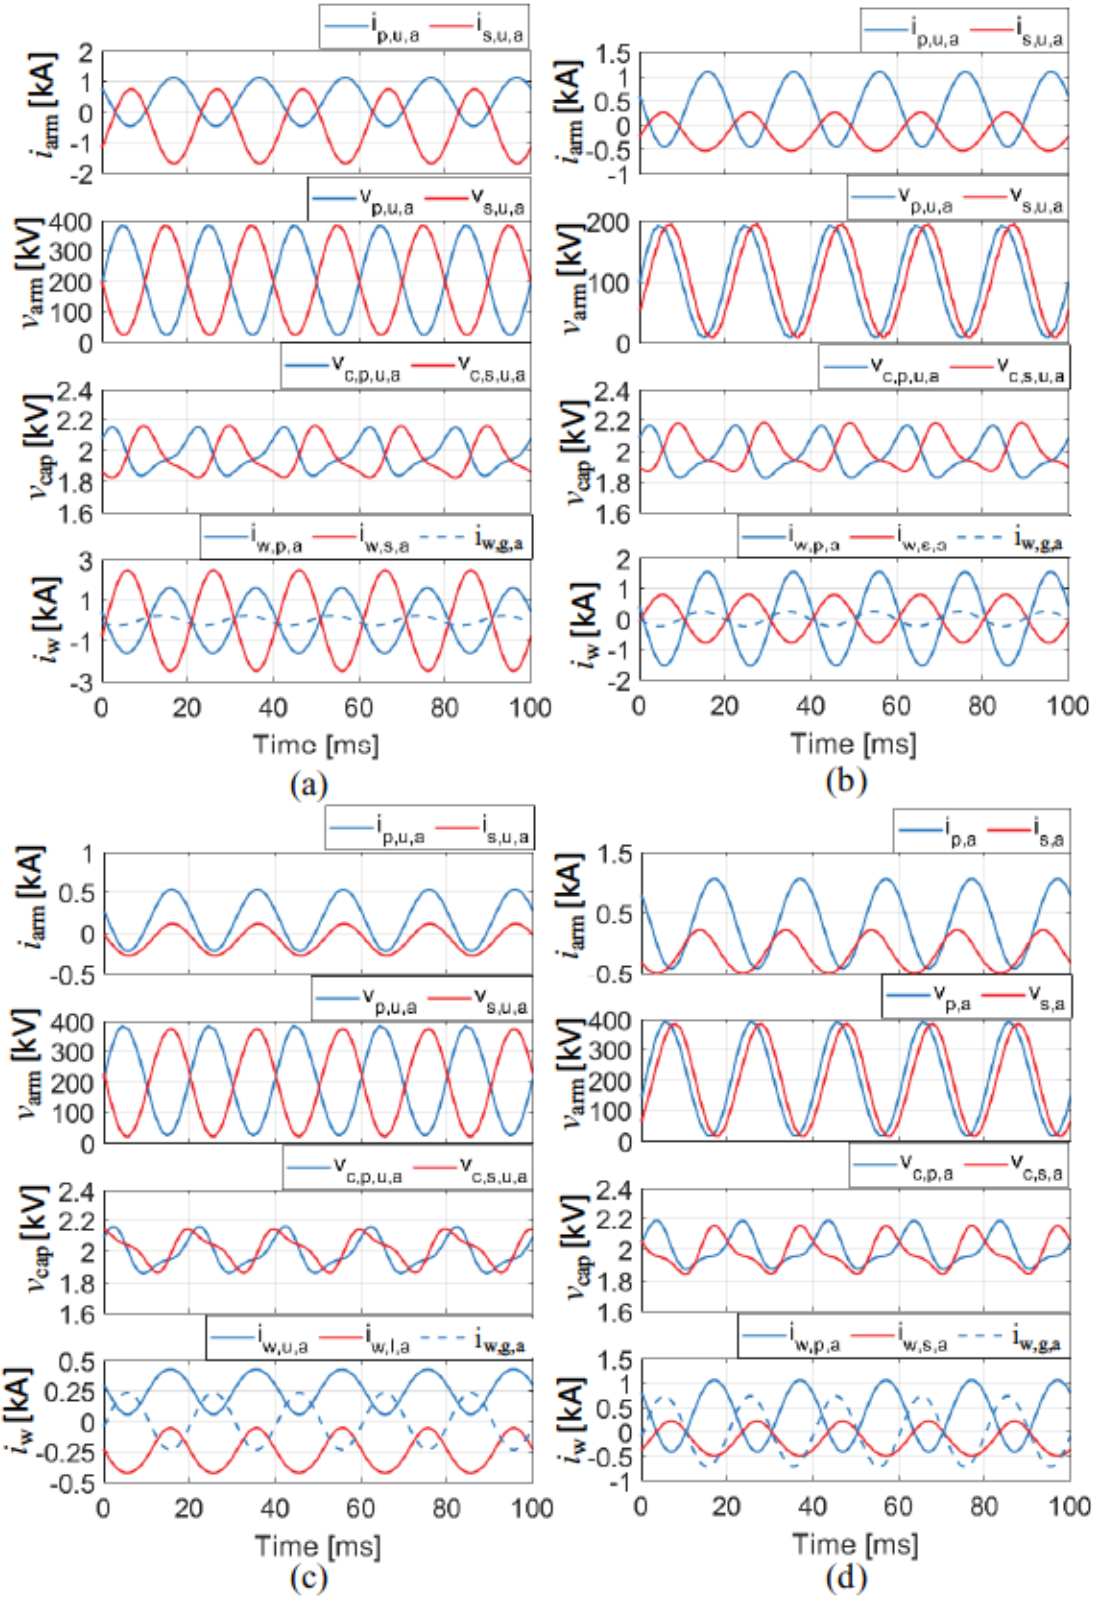 i_p,u,a i_s,u,a
i_arm [kA]
2
1
0
-1
-2
v_p,u,a v_s,u,a
v_arm [kV]
400
300
200
100
0
v_c,p,u,a v_c,s,u,a
v_cap [kV]
2.4
2.2
2
1.8
1.6
i_w,p,a i_w,s,a i_w,g,a
i_w [kA]
3
1
-1
-3
0 20 40 60 80 100
Time [ms]
(a)
i_p,u,a i_s,u,a
i_arm [kA]
1.5
1
0.5
0
-0.5
-1
v_p,u,a v_s,u,a
v_arm [kV]
200
100
0
v_c,p,u,a v_c,s,u,a
v_cap [kV]
2.4
2.2
2
1.8
1.6
i_w,p,a i_w,s,a i_w,g,a
i_w [kA]
2
1
0
-1
-2
0 20 40 60 80 100
Time [ms]
(b)
i_p,u,a i_s,u,a
i_arm [kA]
1
0.5
0
-0.5
v_p,u,a v_s,u,a
v_arm [kV]
400
300
200
100
0
v_c,p,u,a v_c,s,u,a
v_cap [kV]
2.4
2.2
2
1.8
1.6
i_w,u,a i_w,l,a i_w,g,a
i_w [kA]
0.5
0.25
0
-0.25
-0.5
0 20 40 60 80 100
Time [ms]
(c)
i_p,a i_s,a
i_arm [kA]
1.5
0.5
-0.5
v_p,a v_s,a
v_arm [kV]
400
300
200
100
0
v_c,p,a v_c,s,a
v_cap [kV]
2.4
2.2
2
1.8
1.6
i_w,p,a i_w,s,a i_w,g,a
i_w [kA]
1.5
1
0.5
0
-0.5
-1
0 20 40 60 80 100
Time [ms]
(d)